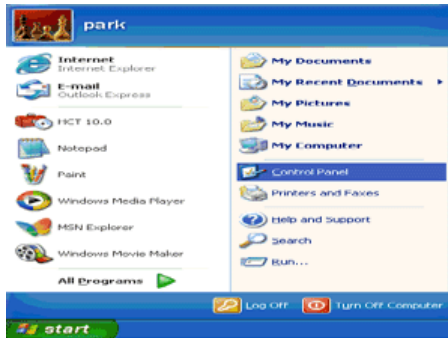 park
Internet
Internet Explorer
E-mail
Outlook Express
HCT 10.0
Notepad
Paint
Windows Media Player
MSN Explorer
Windows Movie Maker
All Programs
My Documents
My Recent Documents
My Pictures
My Music
My Computer
Control Panel
Printers and Faxes
Help and Support
Search
Run...
Log Off
Turn Off Computer
start